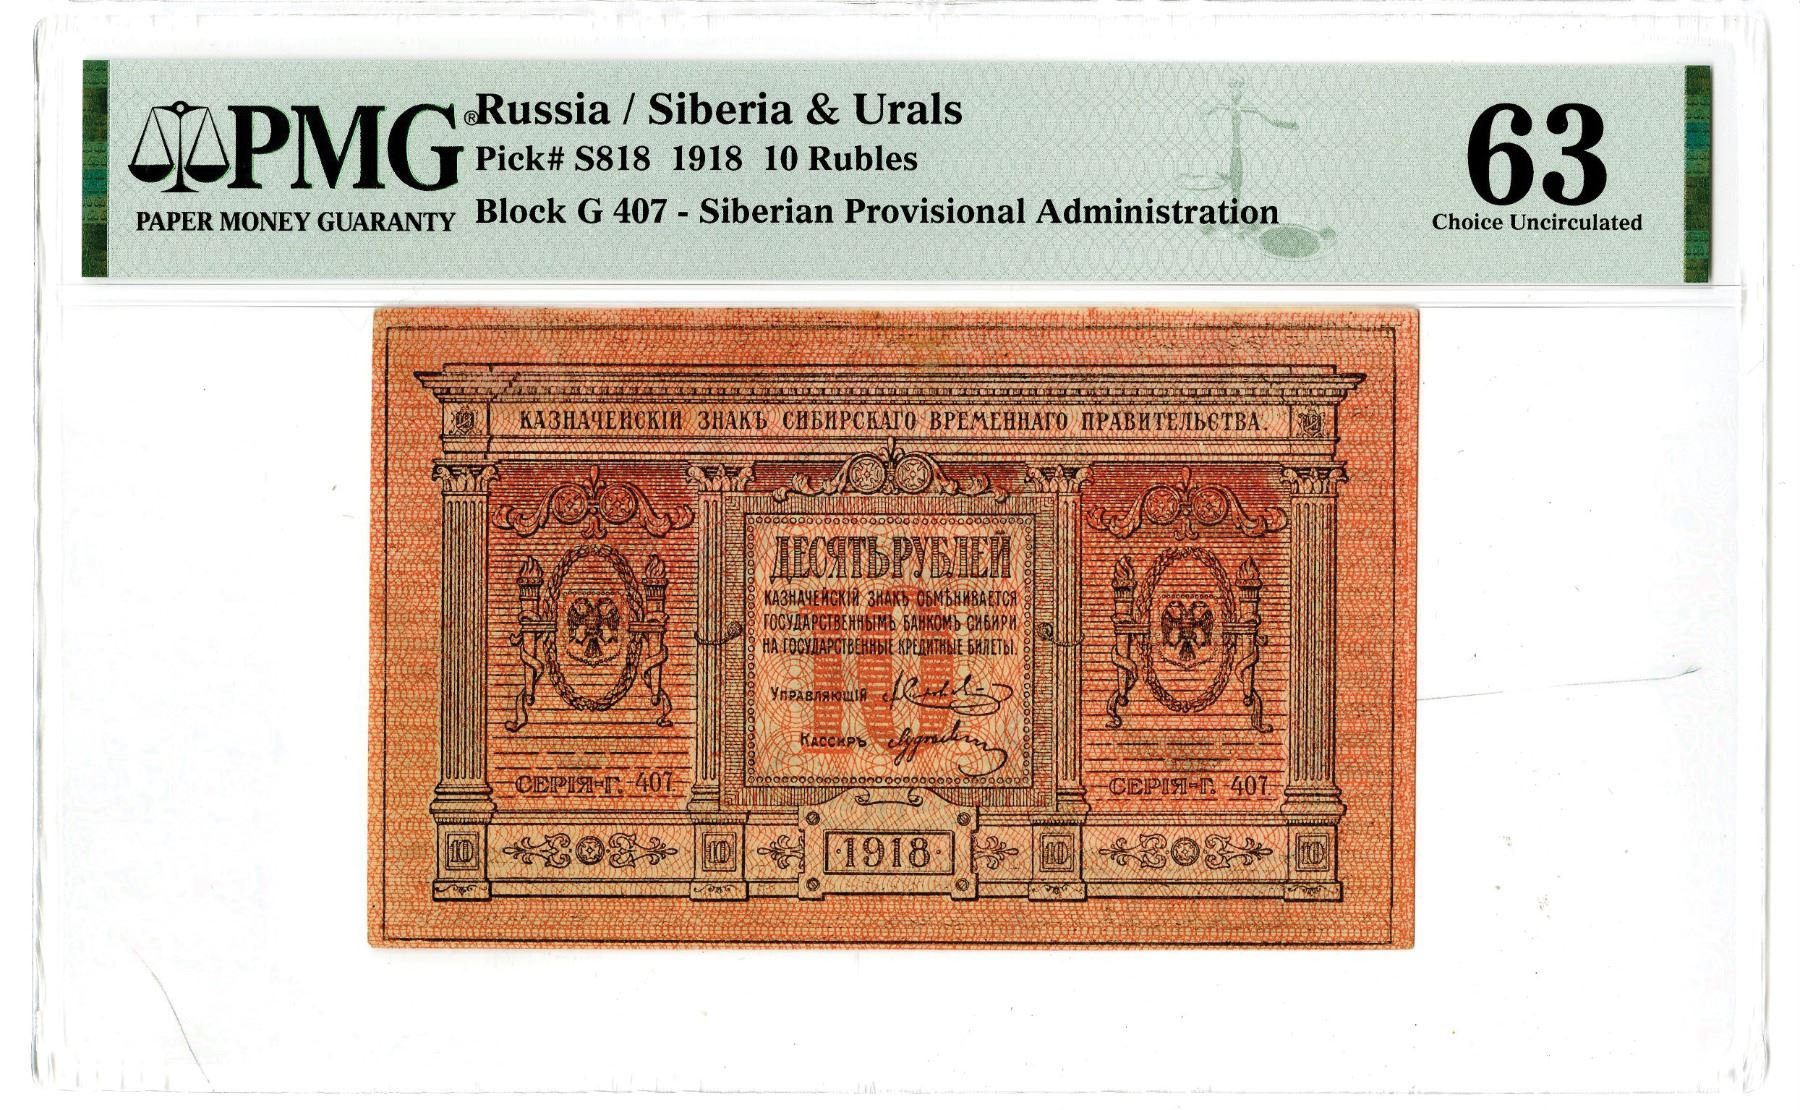 PMG®
PAPER MONEY GUARANTY
Russia / Siberia & Urals
Pick# S818 1918 10 Rubles
Block G 407 - Siberian Provisional Administration
63
Choice Uncirculated
КАЗНАЧЕЙСКІЙ ЗНАКЪ СИБИРСКАГО ВРЕМЕННАГО ПРАВИТЕЛЬСТВА.
ДЕСЯТЬ РУБЛЕЙ
КАЗНАЧЕЙСКІЙ ЗНАКЪ ОБМѢНИВАЕТСЯ
ГОСУДАРСТВЕННЫМЪ БАНКОМЪ СИБИРИ
НА ГОСУДАРСТВЕННЫЕ КРЕДИТНЫЕ БИЛЕТЫ.
10
УПРАВЛЯЮЩІЙ
КАССИРЪ
СЕРІЯ-Г. 407
СЕРІЯ-Г. 407
10
10
·1918·
10
10